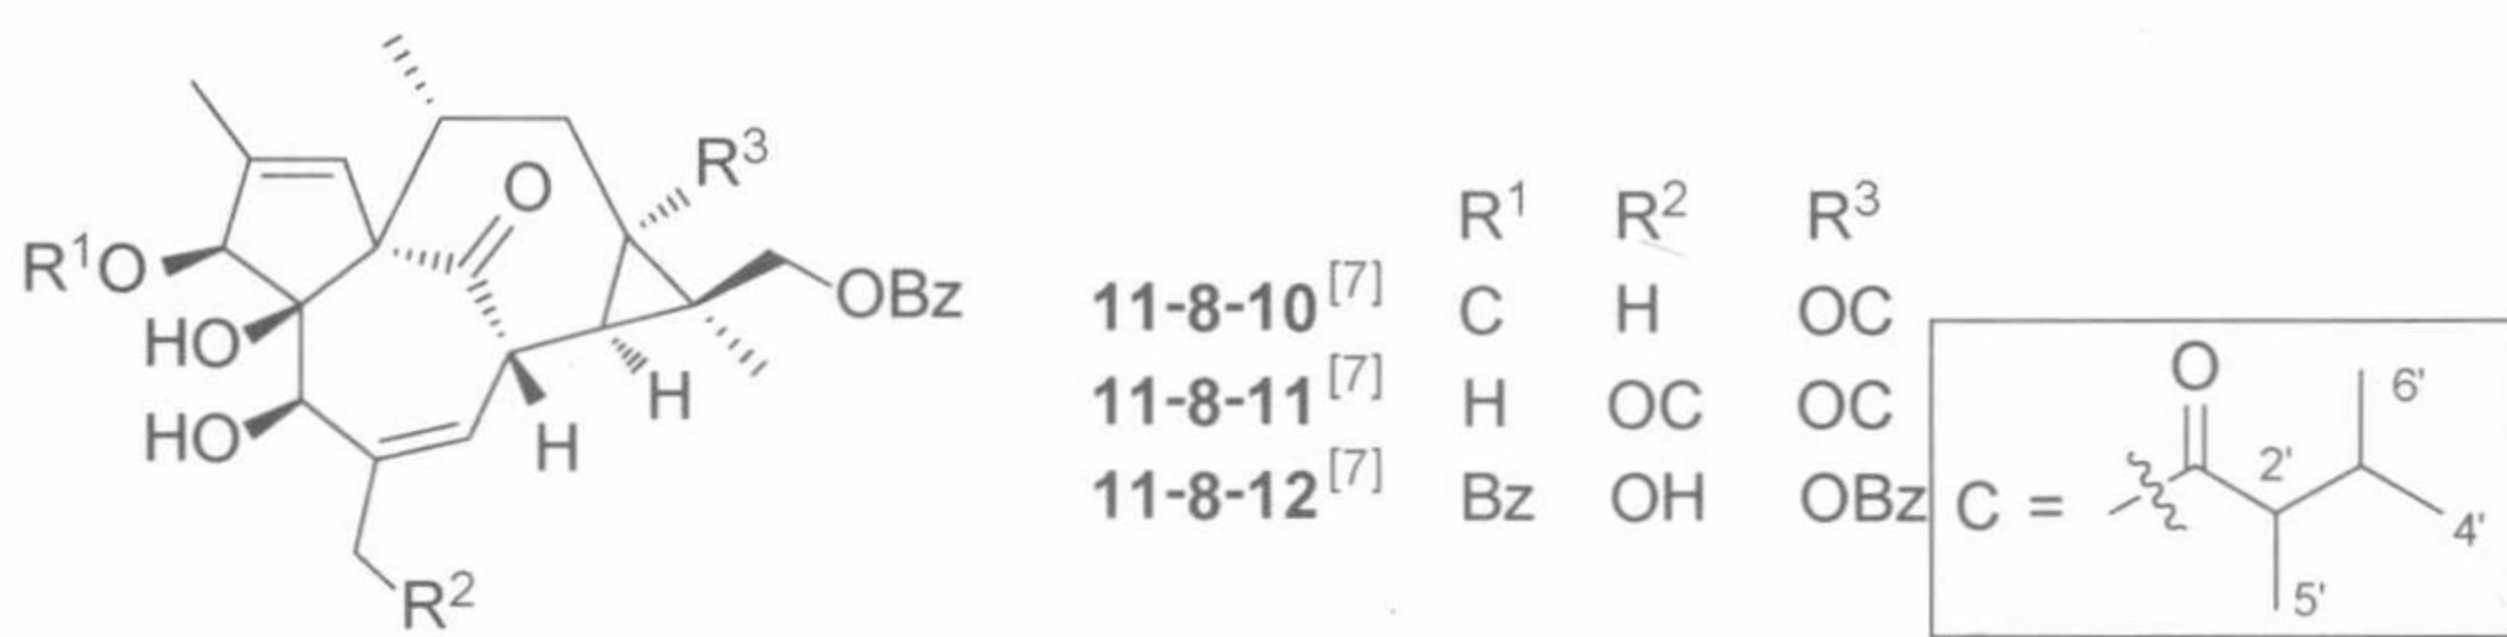 R³
O
R¹O
OBz
HO
H
HO
H
R²
R¹ R² R³
11-8-10[7] C H OC
11-8-11[7] H OC OC
11-8-12[7] Bz OH OBz
O
6'
2'
C =
4'
5'